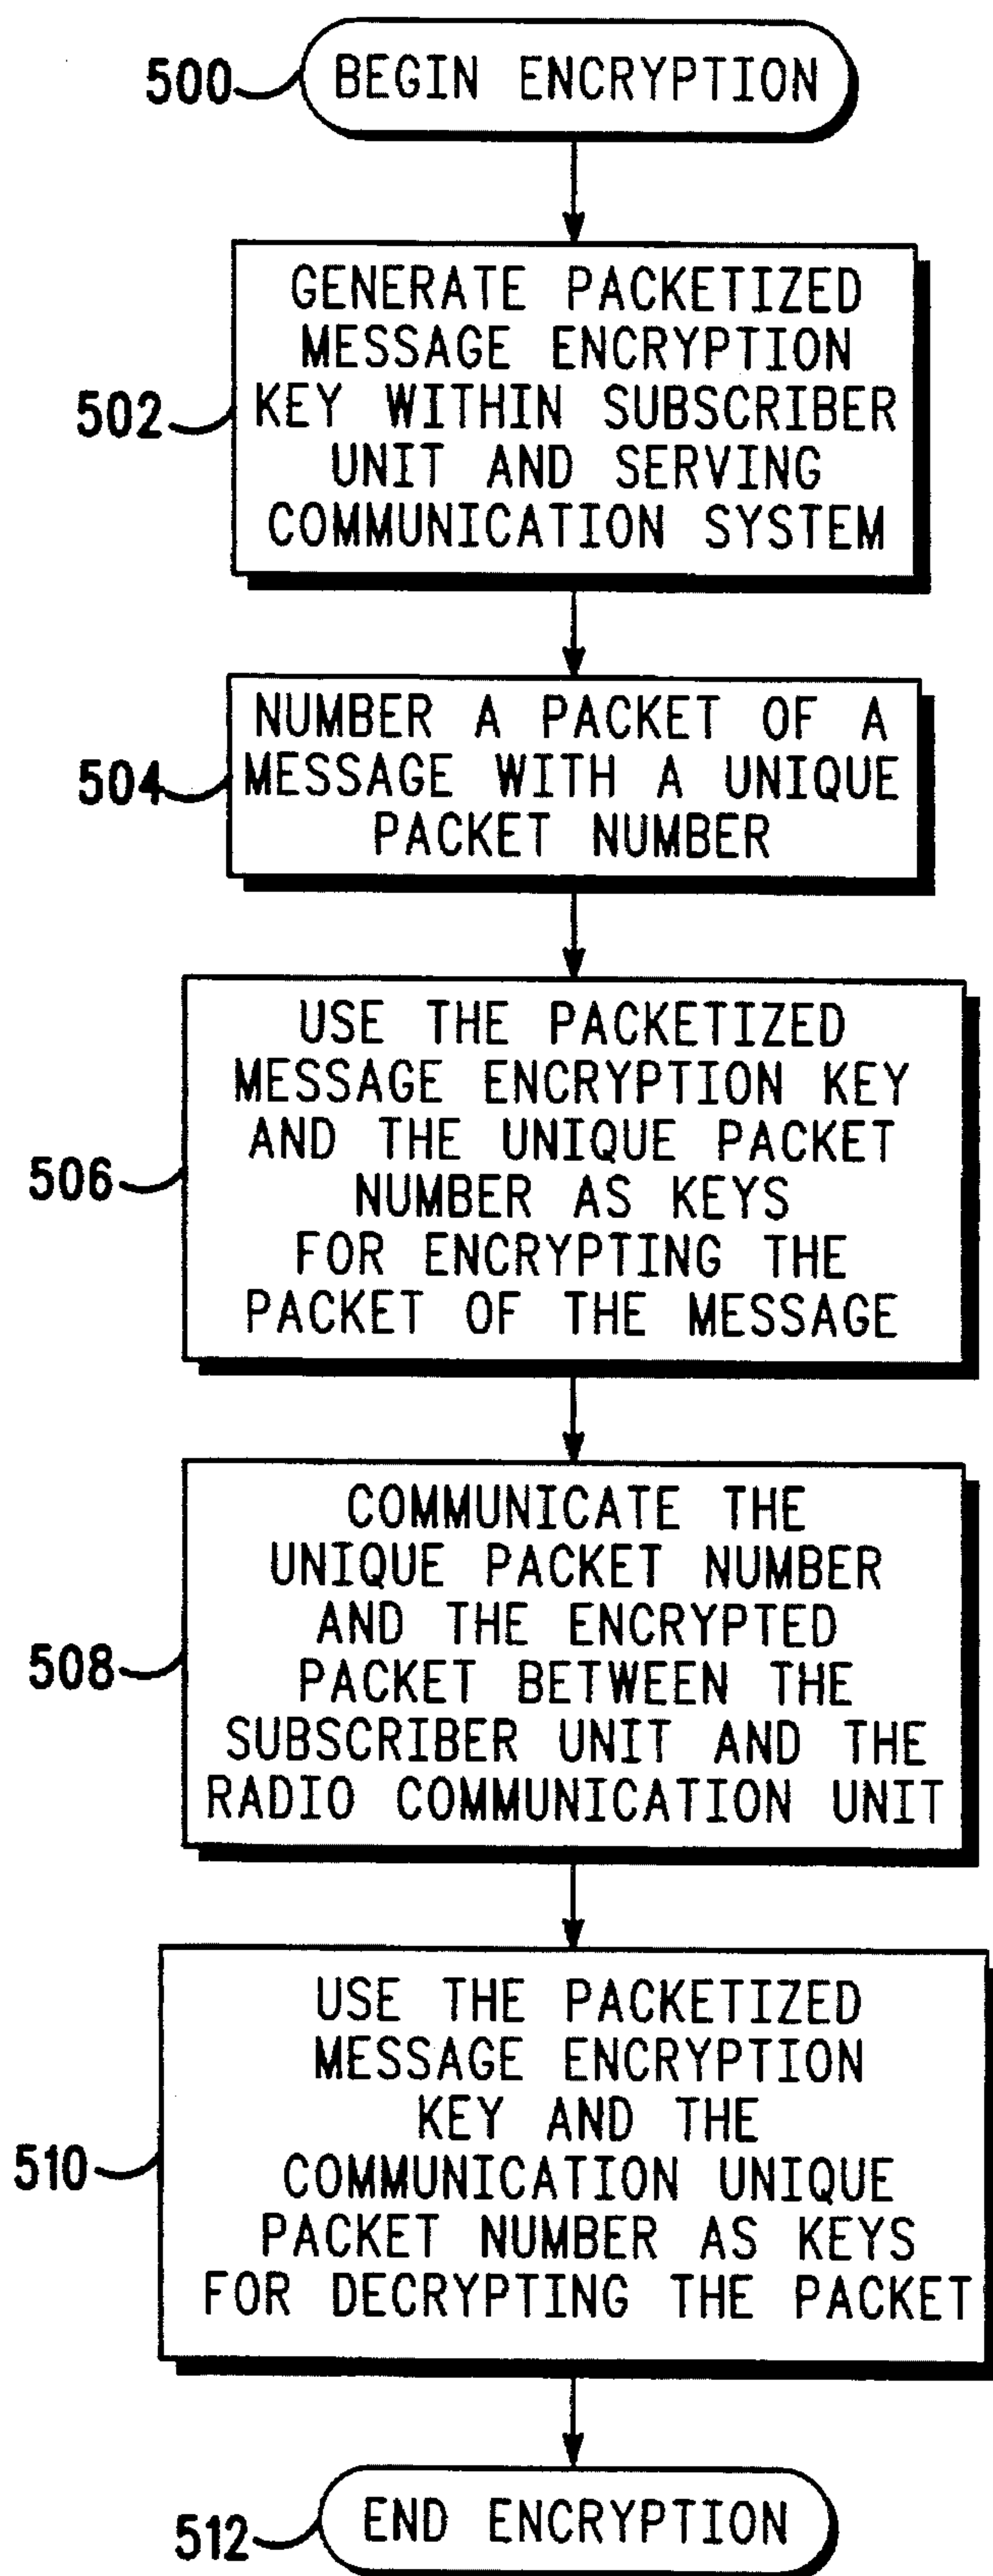 500 BEGIN ENCRYPTION
GENERATE PACKETIZED
MESSAGE ENCRYPTION
502 KEY WITHIN SUBSCRIBER
UNIT AND SERVING
COMMUNICATION SYSTEM
NUMBER A PACKET OF A
504 MESSAGE WITH A UNIQUE
PACKET NUMBER
USE THE PACKETIZED
MESSAGE ENCRYPTION KEY
AND THE UNIQUE PACKET
506 NUMBER AS KEYS
FOR ENCRYPTING THE
PACKET OF THE MESSAGE
COMMUNICATE THE
UNIQUE PACKET NUMBER
AND THE ENCRYPTED
508 PACKET BETWEEN THE
SUBSCRIBER UNIT AND THE
RADIO COMMUNICATION UNIT
USE THE PACKETIZED
MESSAGE ENCRYPTION
KEY AND THE
510 COMMUNICATION UNIQUE
PACKET NUMBER AS KEYS
FOR DECRYPTING THE PACKET
512 END ENCRYPTION